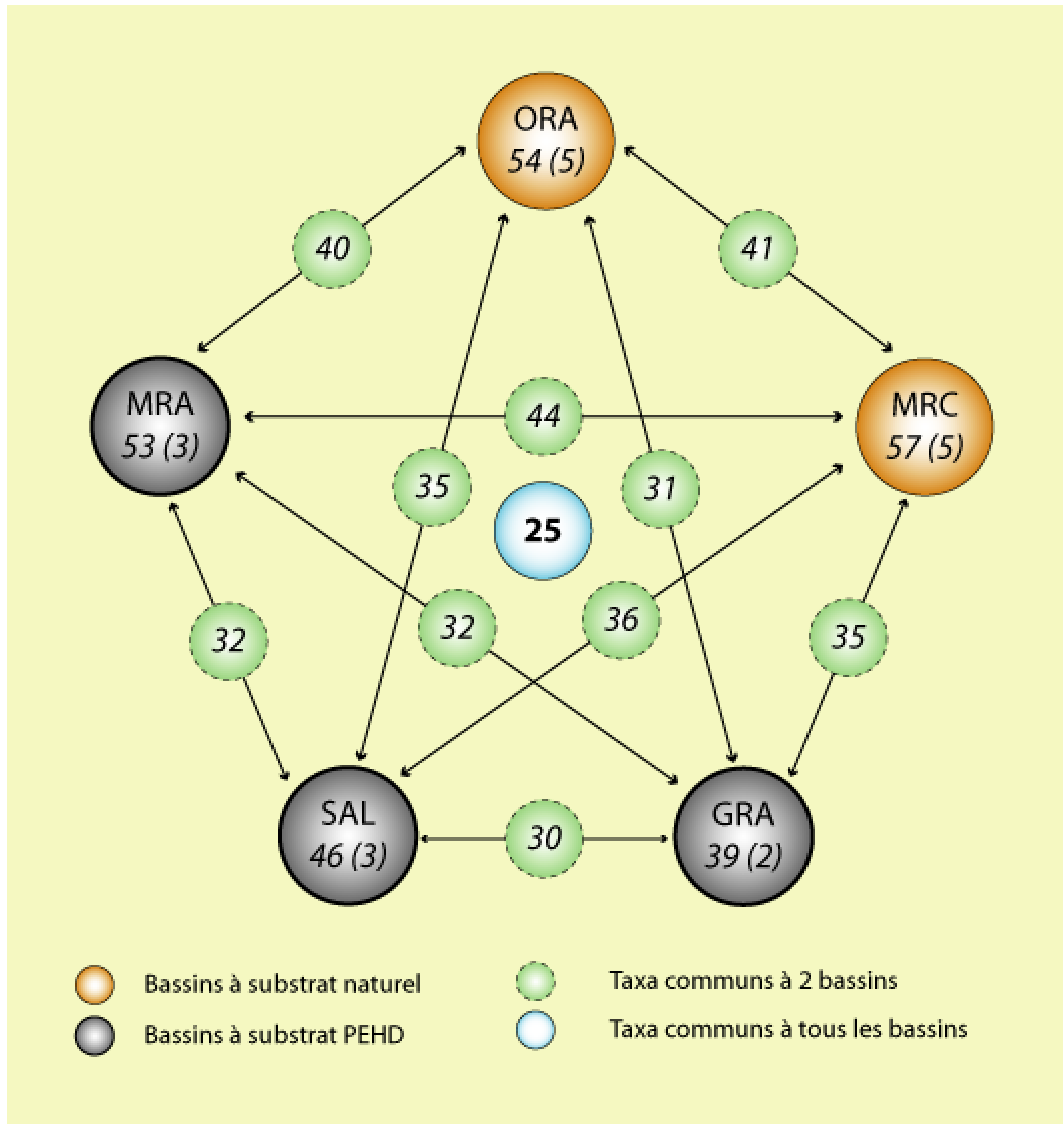 ORA
54 (5)
40
41
MRA
53 (3)
44
MRC
57 (5)
35
31
25
32
32
36
35
SAL
46 (3)
30
GRA
39 (2)
Bassins à substrat naturel
Taxa communs à 2 bassins
Bassins à substrat PEHD
Taxa communs à tous les bassins